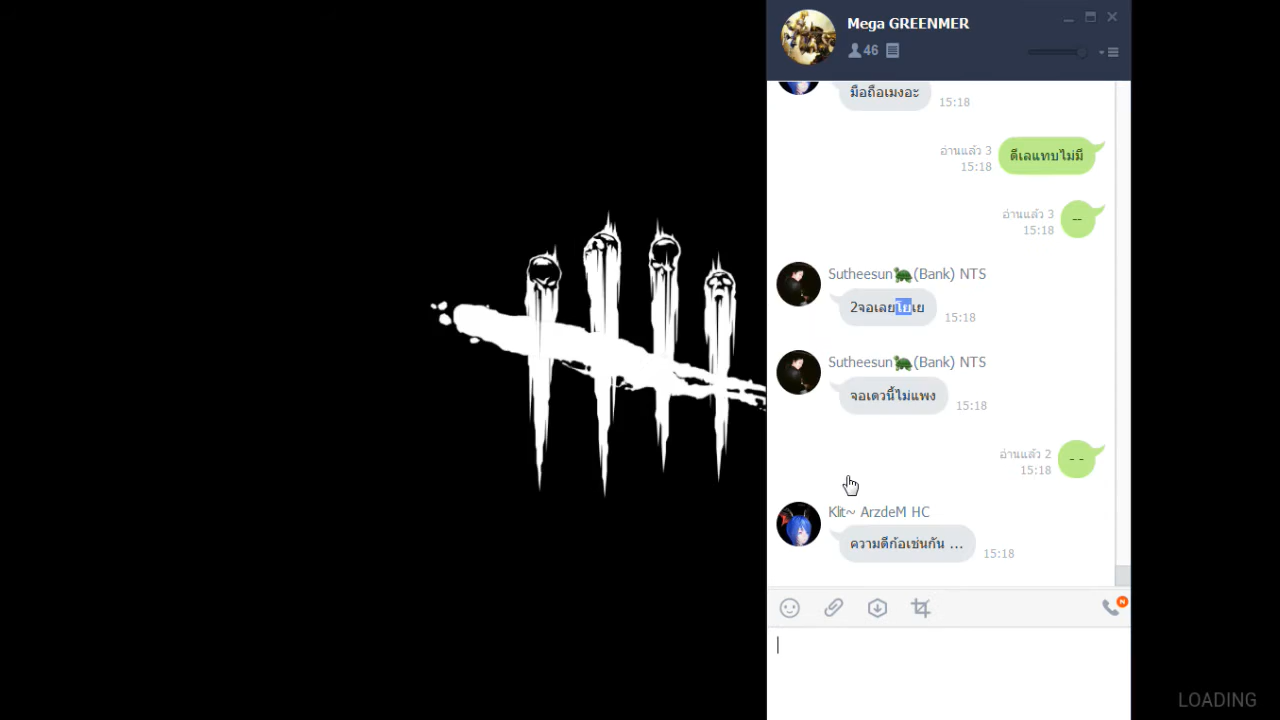 Mega GREENMER
46
มือถือเมงอะ
15:18
ดีเลแทบไม่มี
อ่านแล้ว 3
15:18
--
อ่านแล้ว 3
15:18
Sutheesun🐢(Bank) NTS
2จอเลยโยเย
15:18
Sutheesun🐢(Bank) NTS
จอเดวนี้ไม่แพง
15:18
- -
อ่านแล้ว 2
15:18
Klit~ ArzdeM HC
ความดีก้อเช่นกัน ...
15:18
N
LOADING